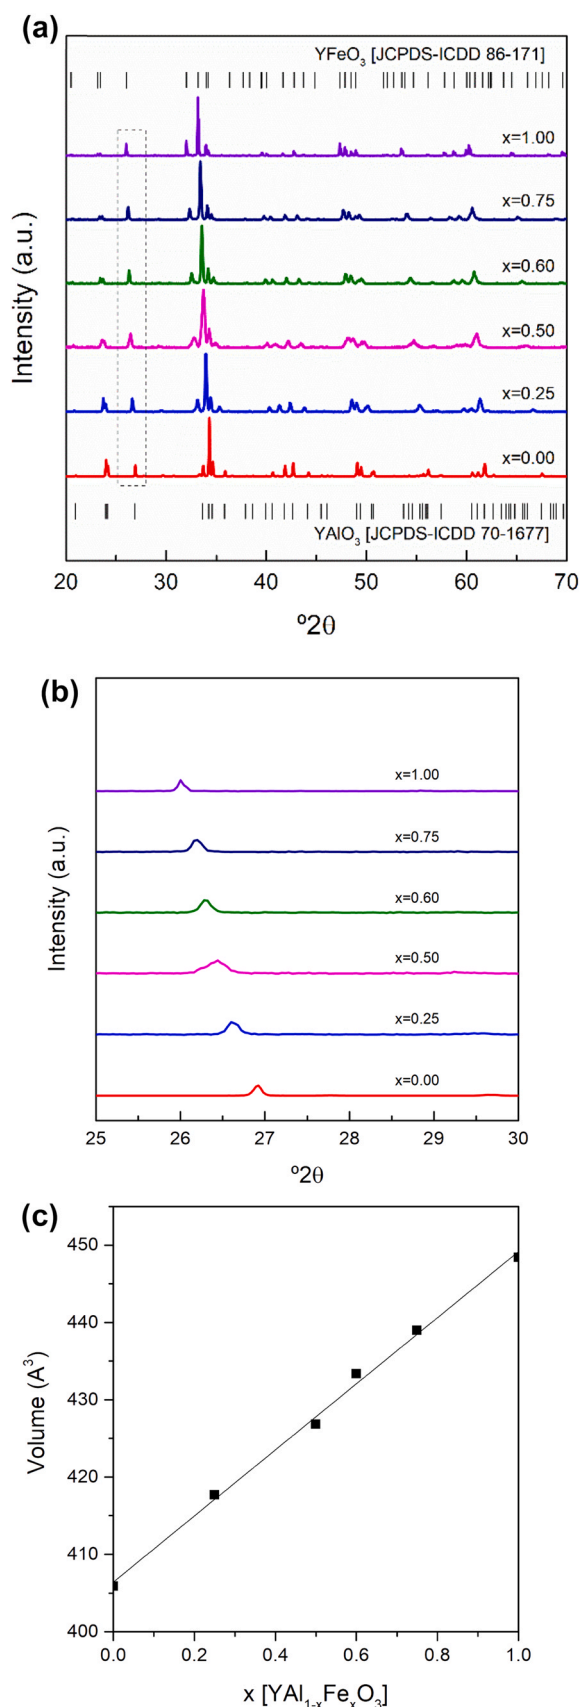 (a)
YFeO₃ [JCPDS-ICDD 86-171]
x=1.00
x=0.75
x=0.60
x=0.50
x=0.25
x=0.00
YAlO₃ [JCPDS-ICDD 70-1677]
Intensity (a.u.)
20 30 40 50 60 70
º2θ
(b)
x=1.00
x=0.75
x=0.60
x=0.50
x=0.25
x=0.00
Intensity (a.u.)
25 26 27 28 29 30
º2θ
(c)
450
440
430
420
410
400
Volume (A³)
0.0 0.2 0.4 0.6 0.8 1.0
x [YAl₁₋ₓFeₓO₃]